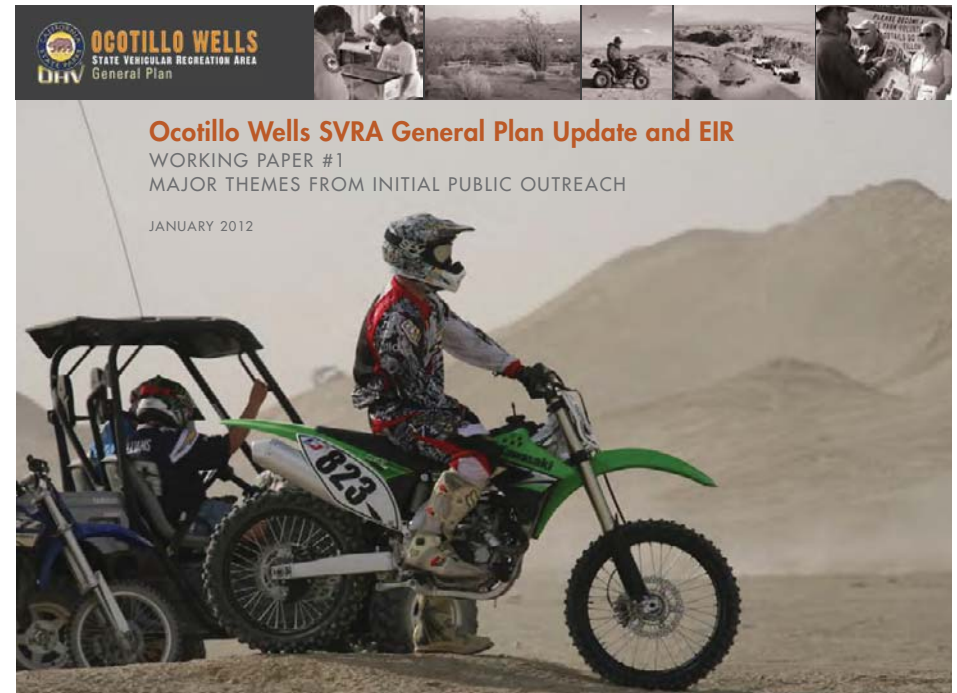 OCOTILLO WELLS
STATE VEHICULAR RECREATION AREA
General Plan
OHV
Ocotillo Wells SVRA General Plan Update and EIR
WORKING PAPER #1
MAJOR THEMES FROM INITIAL PUBLIC OUTREACH
JANUARY 2012
823
Kawasaki